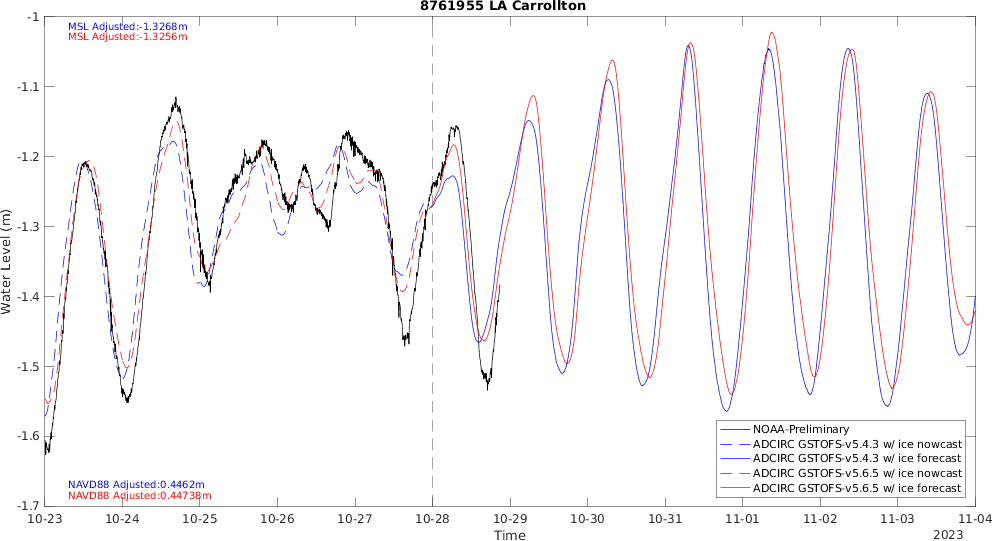 8761955 LA Carrollton
MSL Adjusted:-1.3268m
MSL Adjusted:-1.3256m
-1
-1.1
-1.2
-1.3
-1.4
-1.5
-1.6
-1.7
Water Level (m)
NAVD88 Adjusted:0.4462m
NAVD88 Adjusted:0.44738m
NOAA-Preliminary
ADCIRC GSTOFS-v5.4.3 w/ ice nowcast
ADCIRC GSTOFS-v5.4.3 w/ ice forecast
ADCIRC GSTOFS-v5.6.5 w/ ice nowcast
ADCIRC GSTOFS-v5.6.5 w/ ice forecast
10-23 10-24 10-25 10-26 10-27 10-28 10-29 10-30 10-31 11-01 11-02 11-03 11-04
Time
2023